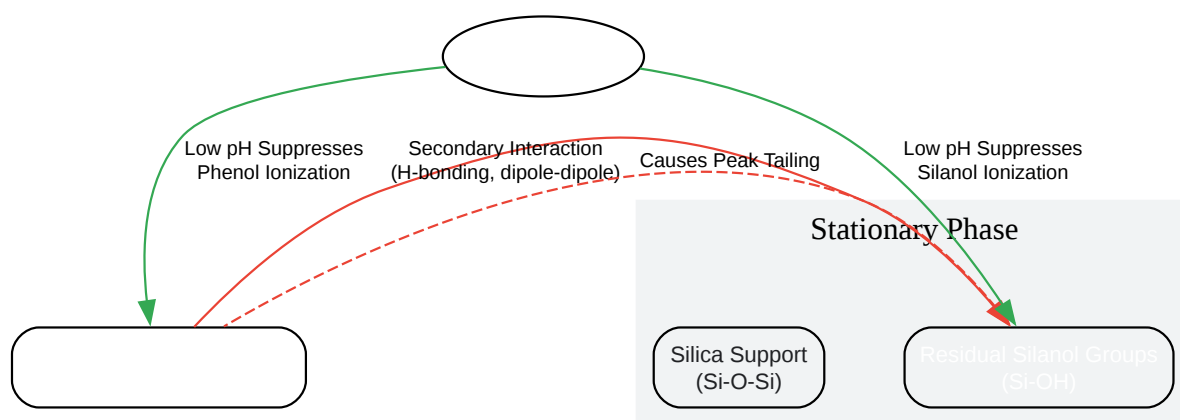 Low pH Suppresses
Phenol Ionization
Secondary Interaction
(H-bonding, dipole-dipole)
Causes Peak Tailing
Low pH Suppresses
Silanol Ionization
Stationary Phase
Silica Support
(Si-O-Si)
Residual Silanol Groups
(Si-OH)